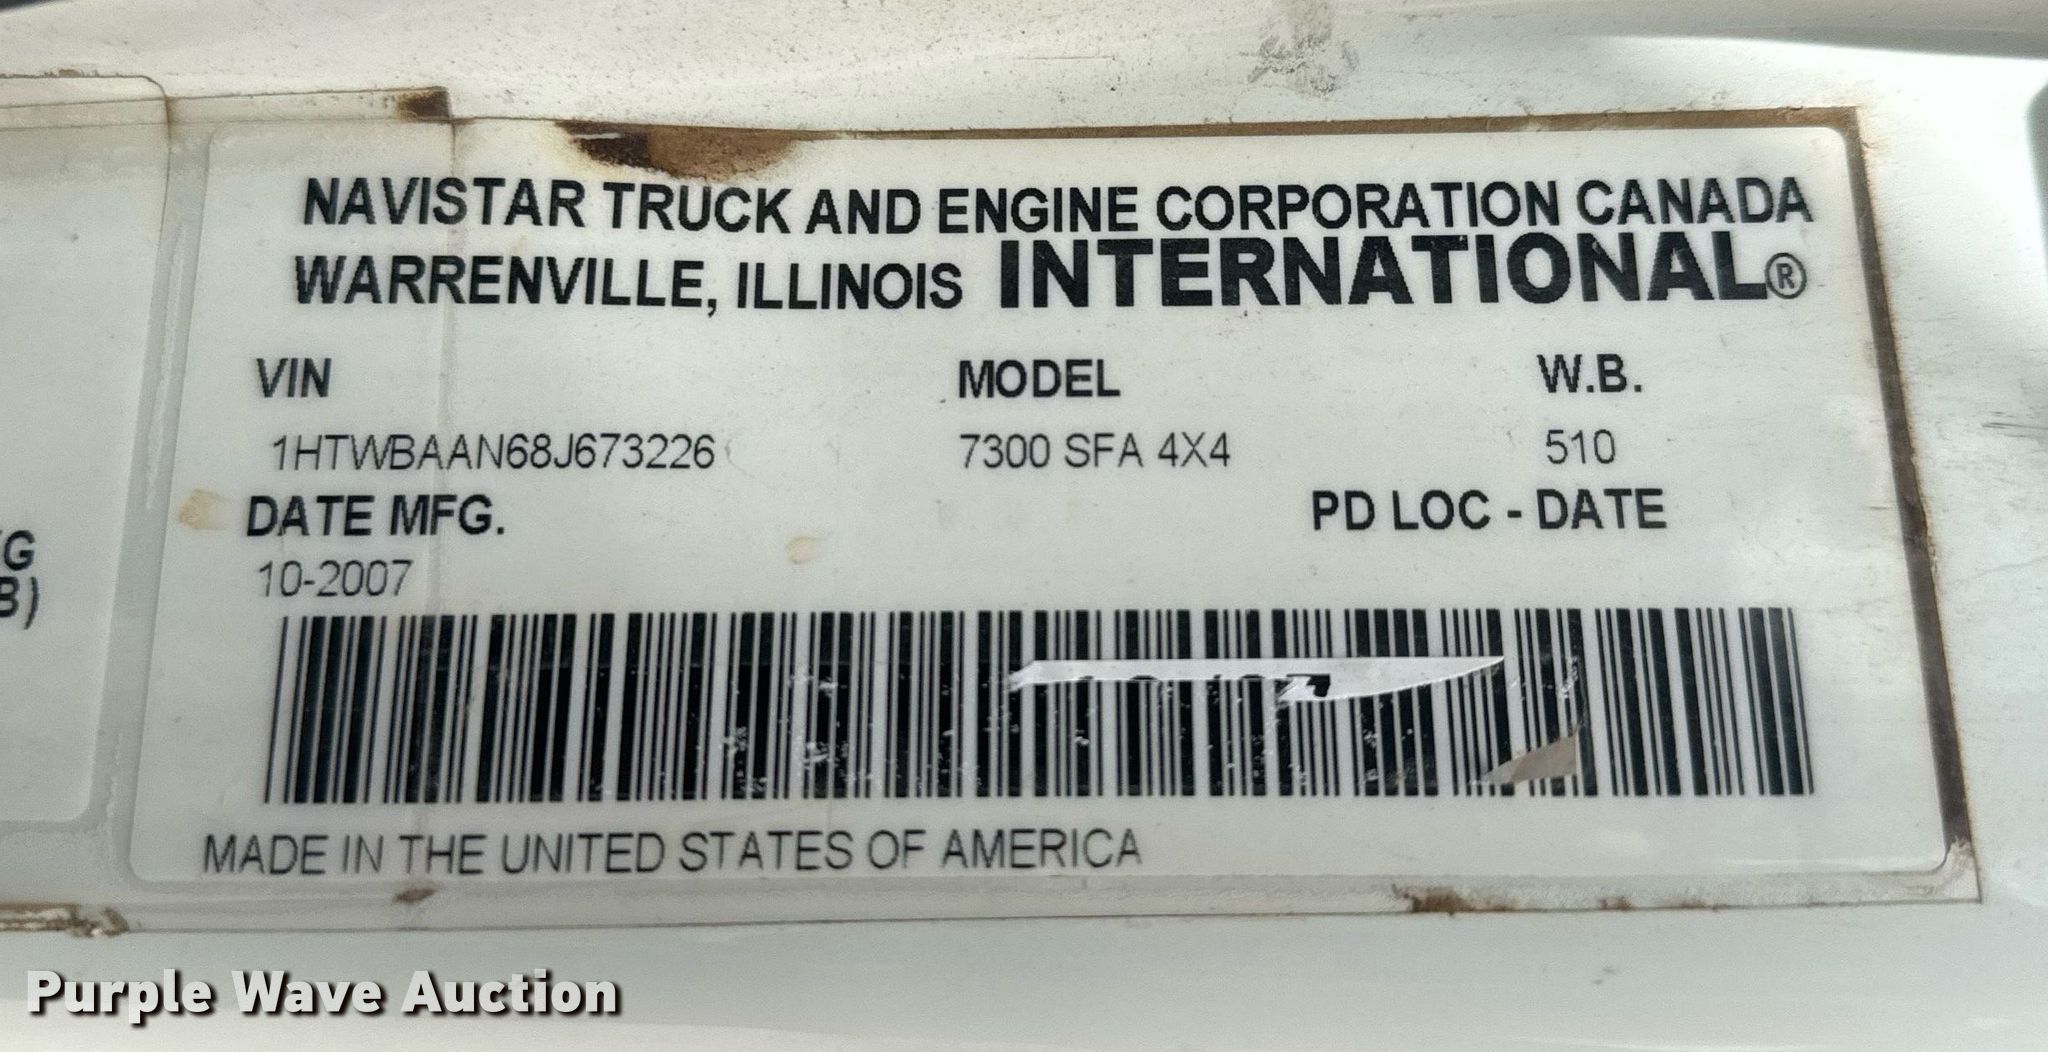 NAVISTAR TRUCK AND ENGINE CORPORATION CANADA
WARRENVILLE, ILLINOIS INTERNATIONAL®
VIN MODEL W.B.
1HTWBAAN68J673226 7300 SFA 4X4 510
DATE MFG. PD LOC - DATE
10-2007
MADE IN THE UNITED STATES OF AMERICA
B)
Purple Wave Auction